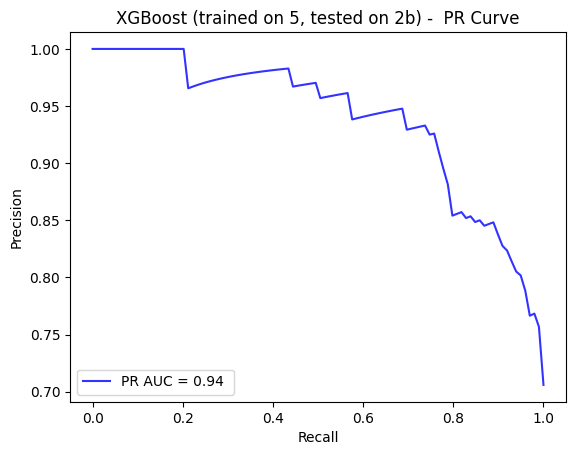 XGBoost (trained on 5, tested on 2b) -  PR Curve
Precision
1.00
0.95
0.90
0.85
0.80
0.75
0.70
PR AUC = 0.94
0.0 0.2 0.4 0.6 0.8 1.0
Recall